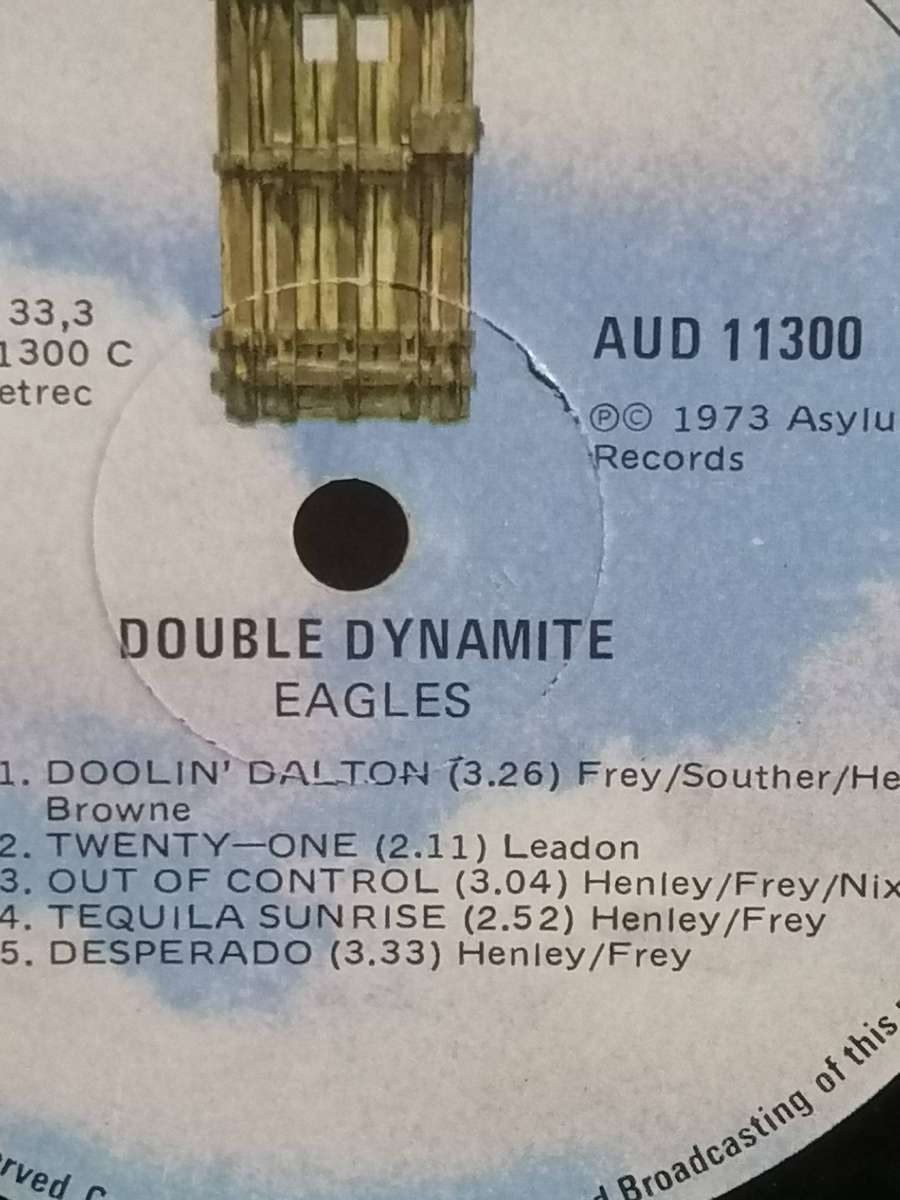 33,3
1300 C
etrec
AUD 11300
℗© 1973 Asylu
Records
DOUBLE DYNAMITE
EAGLES
1. DOOLIN' DALTON (3.26) Frey/Souther/He
Browne
2. TWENTY—ONE (2.11) Leadon
3. OUT OF CONTROL (3.04) Henley/Frey/Nix
4. TEQUILA SUNRISE (2.52) Henley/Frey
5. DESPERADO (3.33) Henley/Frey
rved
d Broadcasting of this